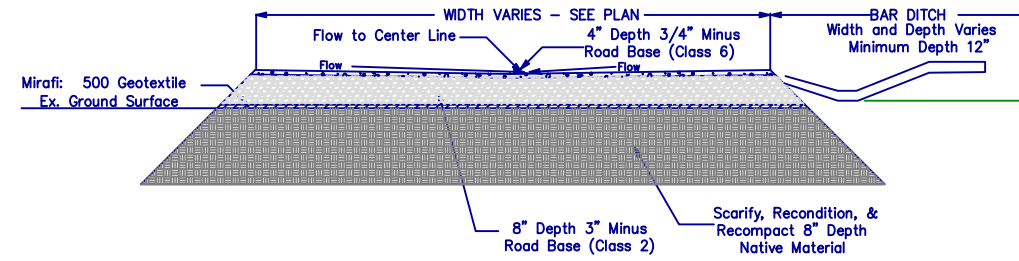 WIDTH VARIES - SEE PLAN
BAR DITCH
Width and Depth Varies
Minimum Depth 12"
Flow to Center Line
4" Depth 3/4" Minus
Road Base (Class 6)
Flow
Flow
Mirafi: 500 Geotextile
Ex. Ground Surface
8" Depth 3" Minus
Road Base (Class 2)
Scarify, Recondition, &
Recompact 8" Depth
Native Material